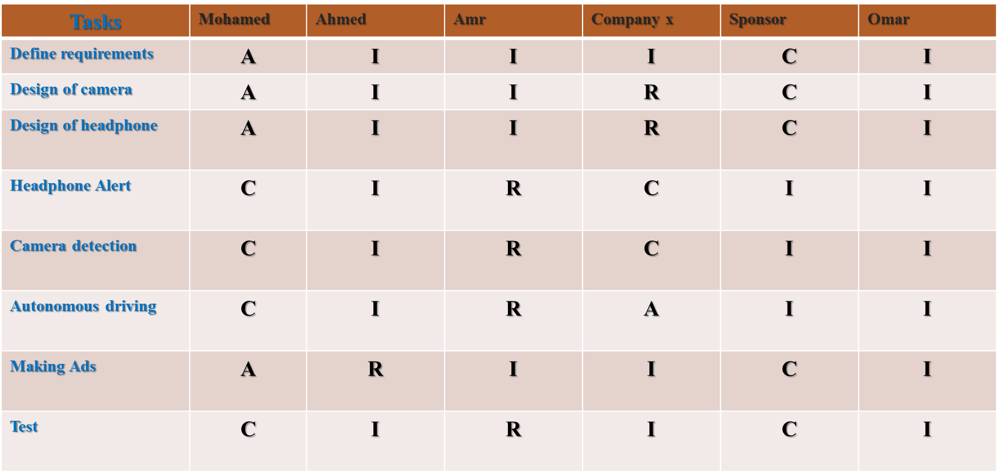 Tasks Mohamed Ahmed Amr Company x Sponsor Omar
Define requirements A I I I C I
Design of camera A I I R C I
Design of headphone A I I R C I
Headphone Alert C I R C I I
Camera detection C I R C I I
Autonomous driving C I R A I I
Making Ads A R I I C I
Test C I R I C I